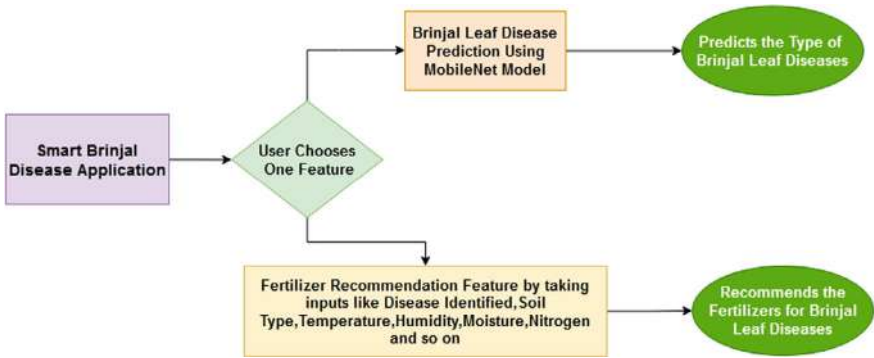 Brinjal Leaf Disease
Prediction Using
MobileNet Model
Predicts the Type of
Brinjal Leaf Diseases
Smart Brinjal
Disease Application
User Chooses
One Feature
Fertilizer Recommendation Feature by taking
inputs like Disease Identified,Soil
Type,Temperature,Humidity,Moisture,Nitrogen
and so on
Recommends the
Fertilizers for Brinjal
Leaf Diseases